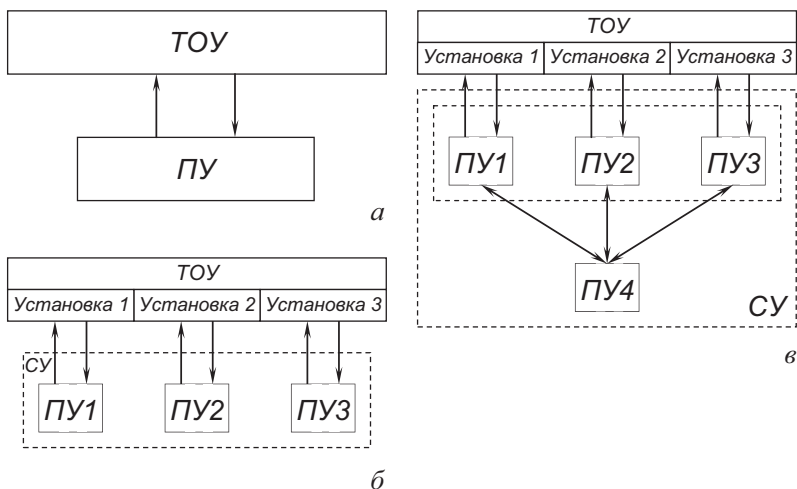 ТОУ
ПУ
а
ТОУ
Установка 1 Установка 2 Установка 3
СУ
ПУ1 ПУ2 ПУ3
б
ТОУ
Установка 1 Установка 2 Установка 3
ПУ1 ПУ2 ПУ3
ПУ4
СУ
в